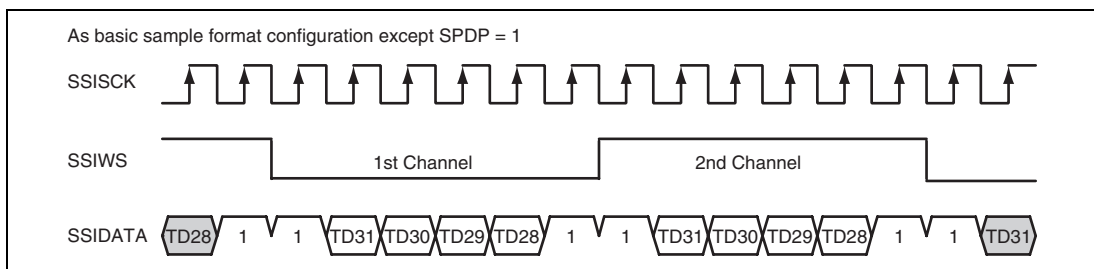 As basic sample format configuration except SPDP = 1
SSISCK
SSIWS 1st Channel 2nd Channel
SSIDATA TD28 1 1 TD31 TD30 TD29 TD28 1 1 TD31 TD30 TD29 TD28 1 1 TD31